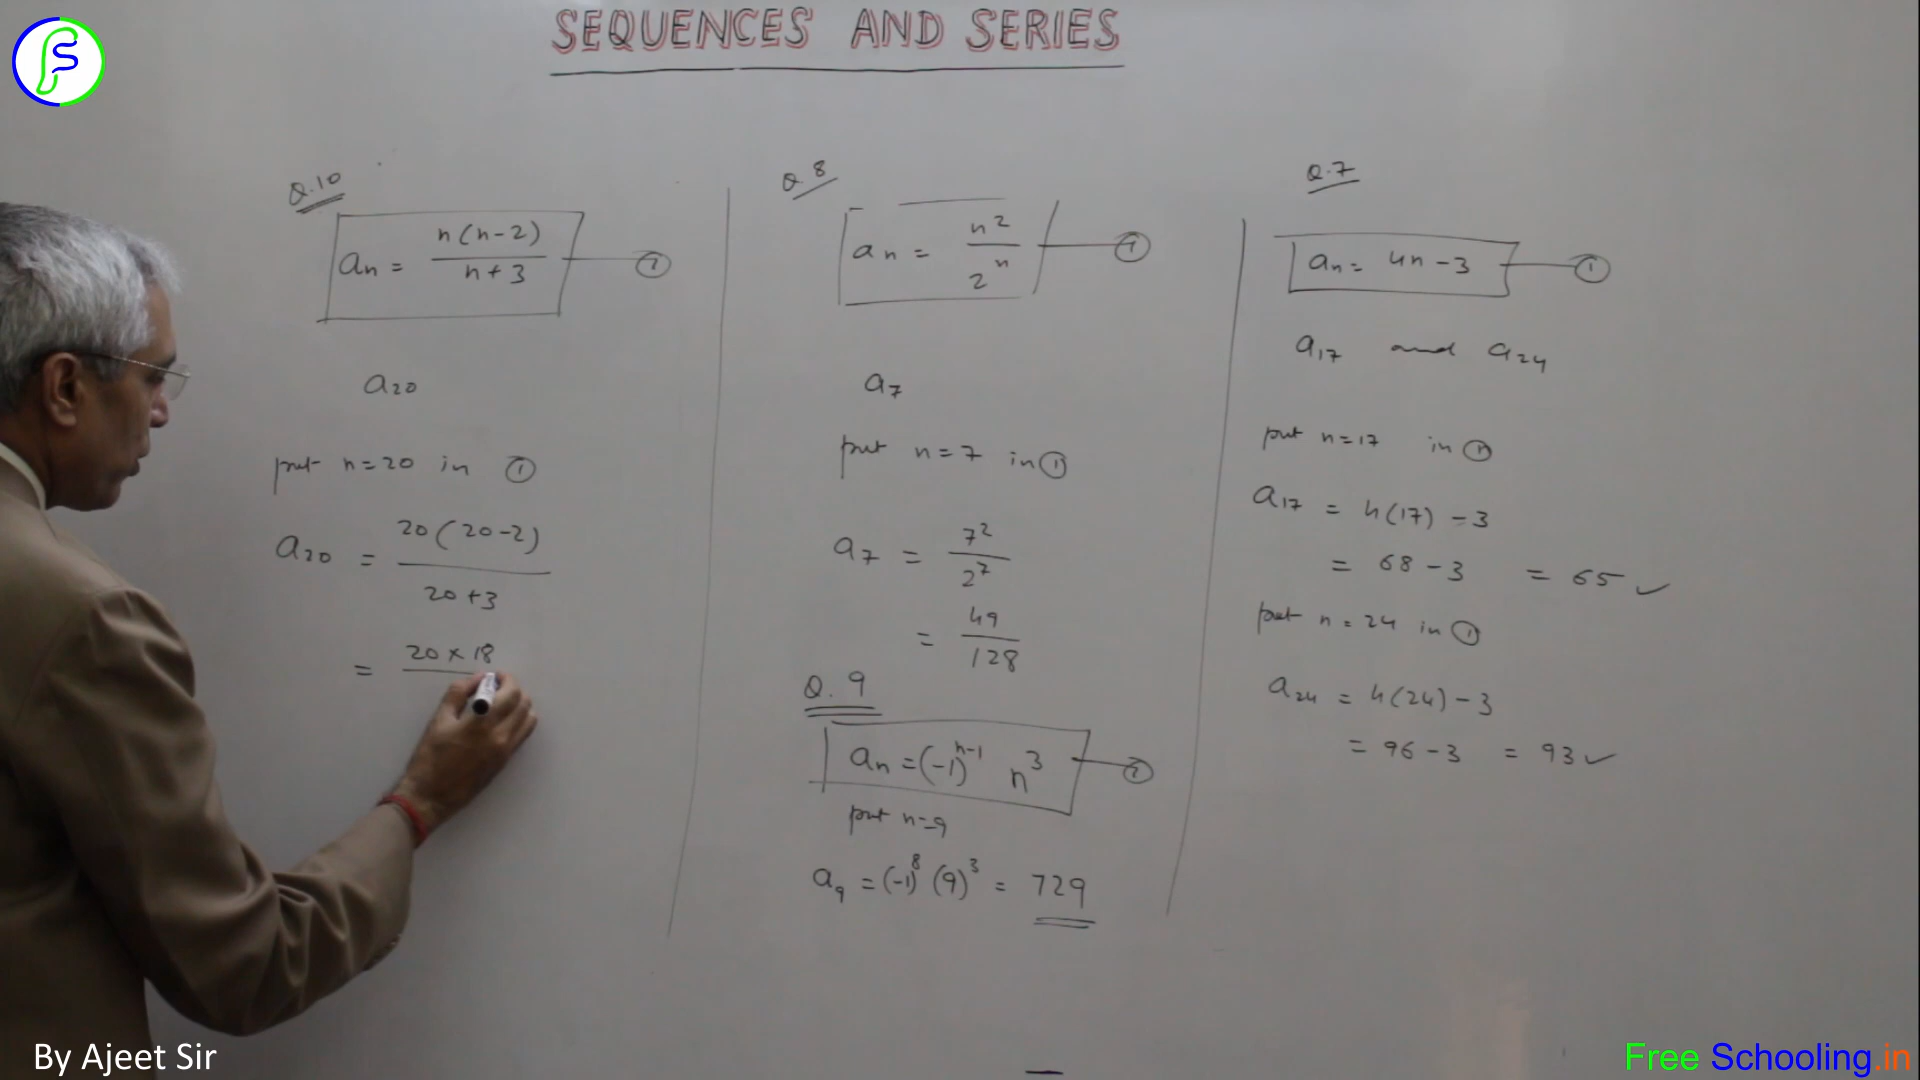 SEQUENCES AND SERIES
Q.10
aₙ = n(n-2) / n+3 — ①
a₂₀
put n=20 in ①
a₂₀ = 20(20-2) / 20+3
= 20 × 18
Q.8
aₙ = n² / 2ⁿ — ①
a₇
put n=7 in ①
a₇ = 7² / 2⁷
= 49 / 128
Q.9
aₙ = (-1)ⁿ⁻¹ n³ — ①
put n=9
a₉ = (-1)⁸ (9)³ = 729
Q.7
aₙ = 4n-3 — ①
a₁₇ and a₂₄
put n=17 in ①
a₁₇ = 4(17) - 3
= 68-3 = 65 ✓
put n=24 in ①
a₂₄ = 4(24)-3
= 96-3 = 93 ✓
By Ajeet Sir
Free Schooling.in